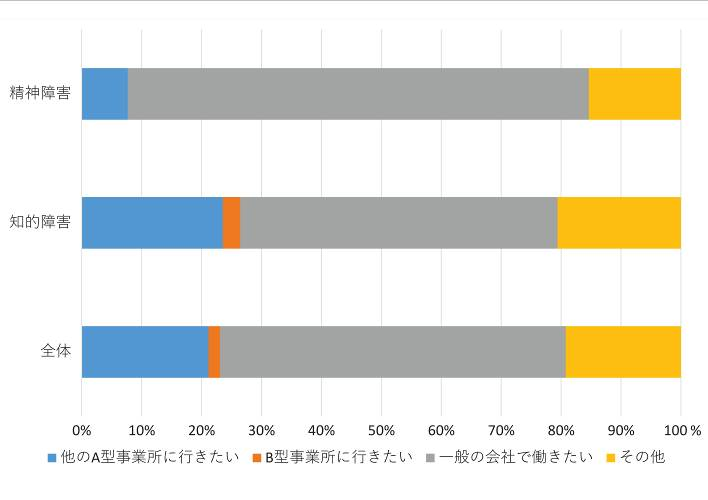 精神障害
知的障害
全体
0% 10% 20% 30% 40% 50% 60% 70% 80% 90% 100 %
他のA型事業所に行きたい B型事業所に行きたい 一般の会社で働きたい その他